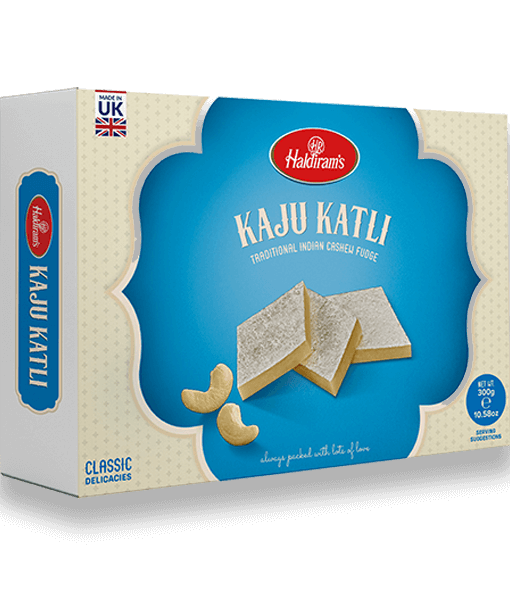 MADE IN
UK
HR
Haldiram's
KAJU KATLI
TRADITIONAL INDIAN CASHEW FUDGE
NET WT
300g
e
10.58oz
SERVING
SUGGESTIONS
always packed with lots of love
CLASSIC
DELICACIES
Haldiram's
KAJU KATLI